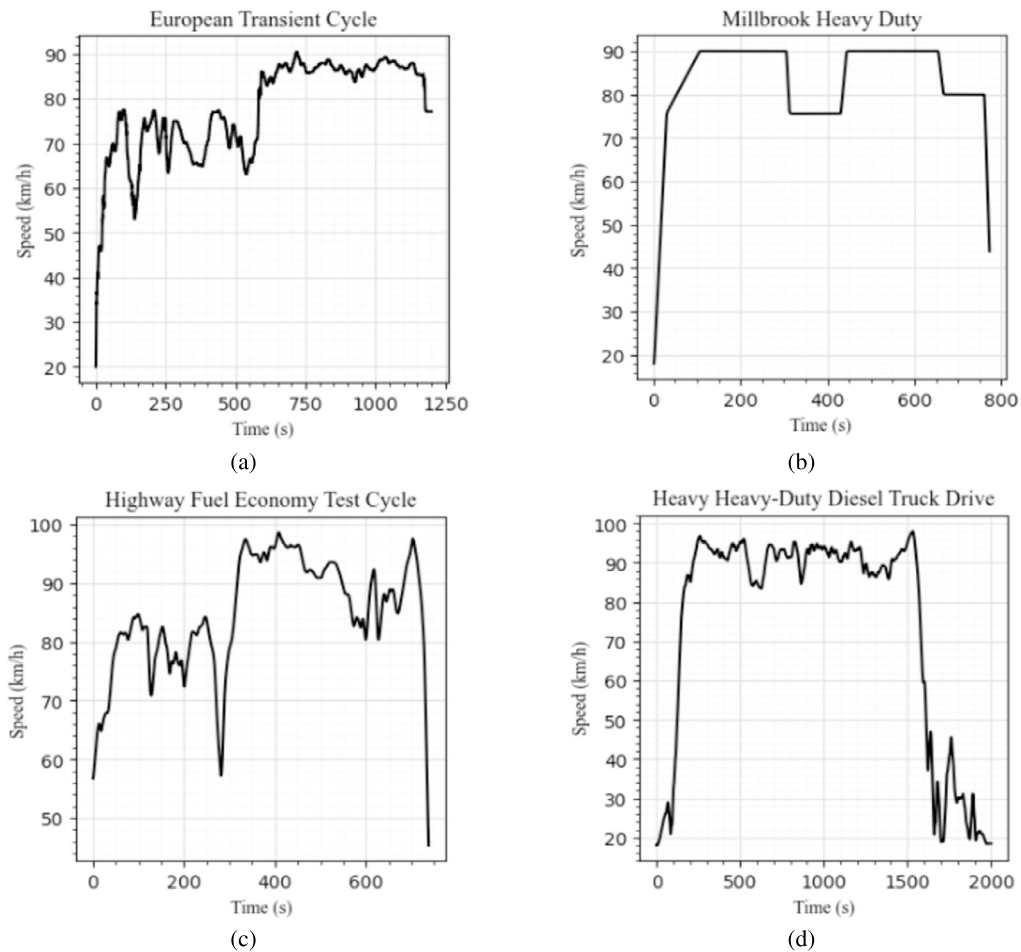 European Transient Cycle
90
80
70
60
50
40
30
20
Speed (km/h)
0 250 500 750 1000 1250
Time (s)
(a)
Millbrook Heavy Duty
90
80
70
60
50
40
30
20
Speed (km/h)
0 200 400 600 800
Time (s)
(b)
Highway Fuel Economy Test Cycle
100
90
80
70
60
50
Speed (km/h)
0 200 400 600
Time (s)
(c)
Heavy Heavy-Duty Diesel Truck Drive
100
90
80
70
60
50
40
30
20
Speed (km/h)
0 500 1000 1500 2000
Time (s)
(d)